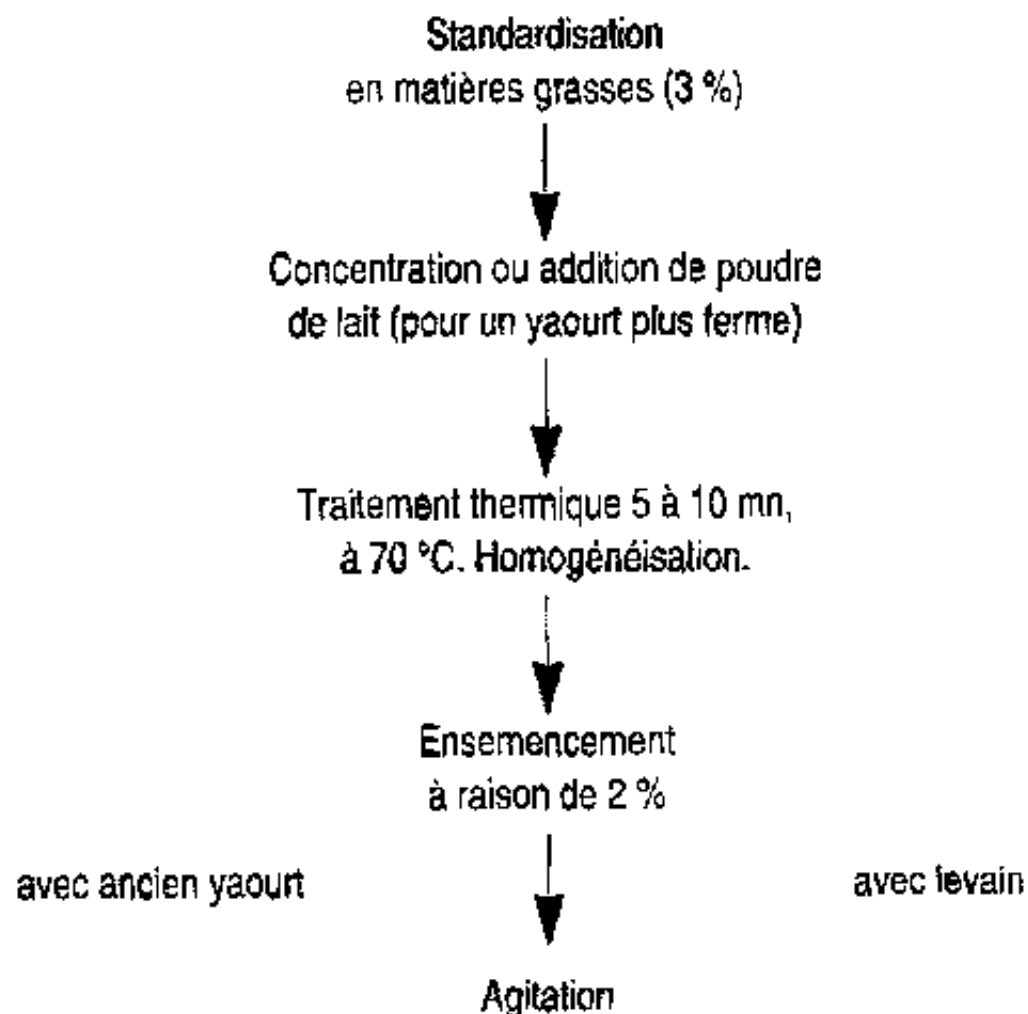 Standardisation
en matières grasses (3 %)
Concentration ou addition de poudre
de lait (pour un yaourt plus ferme)
Traitement thermique 5 à 10 mn,
à 70 °C. Homogénéisation.
Ensemencement
à raison de 2 %
avec ancien yaourt
avec levain
Agitation